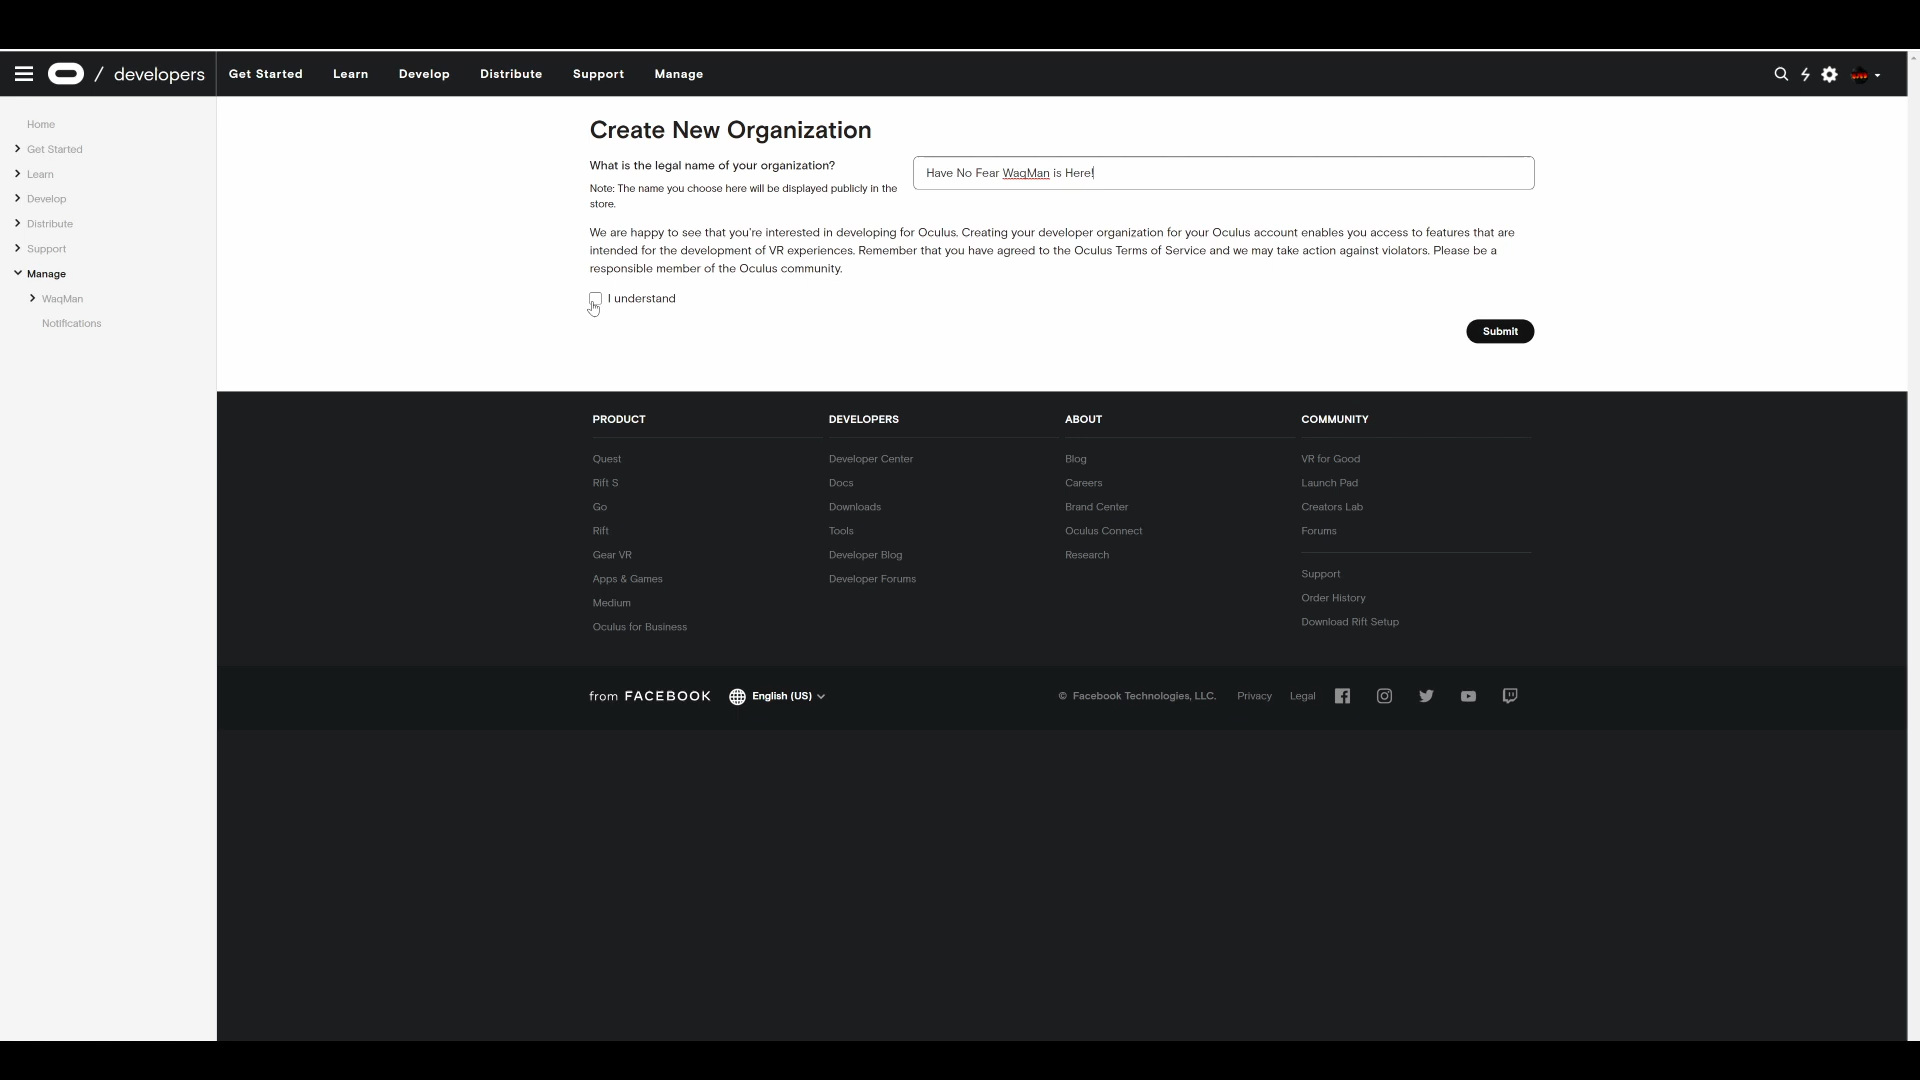 / developers
Get Started
Learn
Develop
Distribute
Support
Manage
Home
Get Started
Learn
Develop
Distribute
Support
Manage
WaqMan
Notifications
Create New Organization
What is the legal name of your organization?
Have No Fear WaqMan is Here!
Note: The name you choose here will be displayed publicly in the
store.
We are happy to see that you're interested in developing for Oculus. Creating your developer organization for your Oculus account enables you access to features that are
intended for the development of VR experiences. Remember that you have agreed to the Oculus Terms of Service and we may take action against violators. Please be a
responsible member of the Oculus community.
I understand
Submit
PRODUCT
Quest
Rift S
Go
Rift
Gear VR
Apps & Games
Medium
Oculus for Business
DEVELOPERS
Developer Center
Docs
Downloads
Tools
Developer Blog
Developer Forums
ABOUT
Blog
Careers
Brand Center
Oculus Connect
Research
COMMUNITY
VR for Good
Launch Pad
Creators Lab
Forums
Support
Order History
Download Rift Setup
from FACEBOOK
English (US)
© Facebook Technologies, LLC.
Privacy
Legal